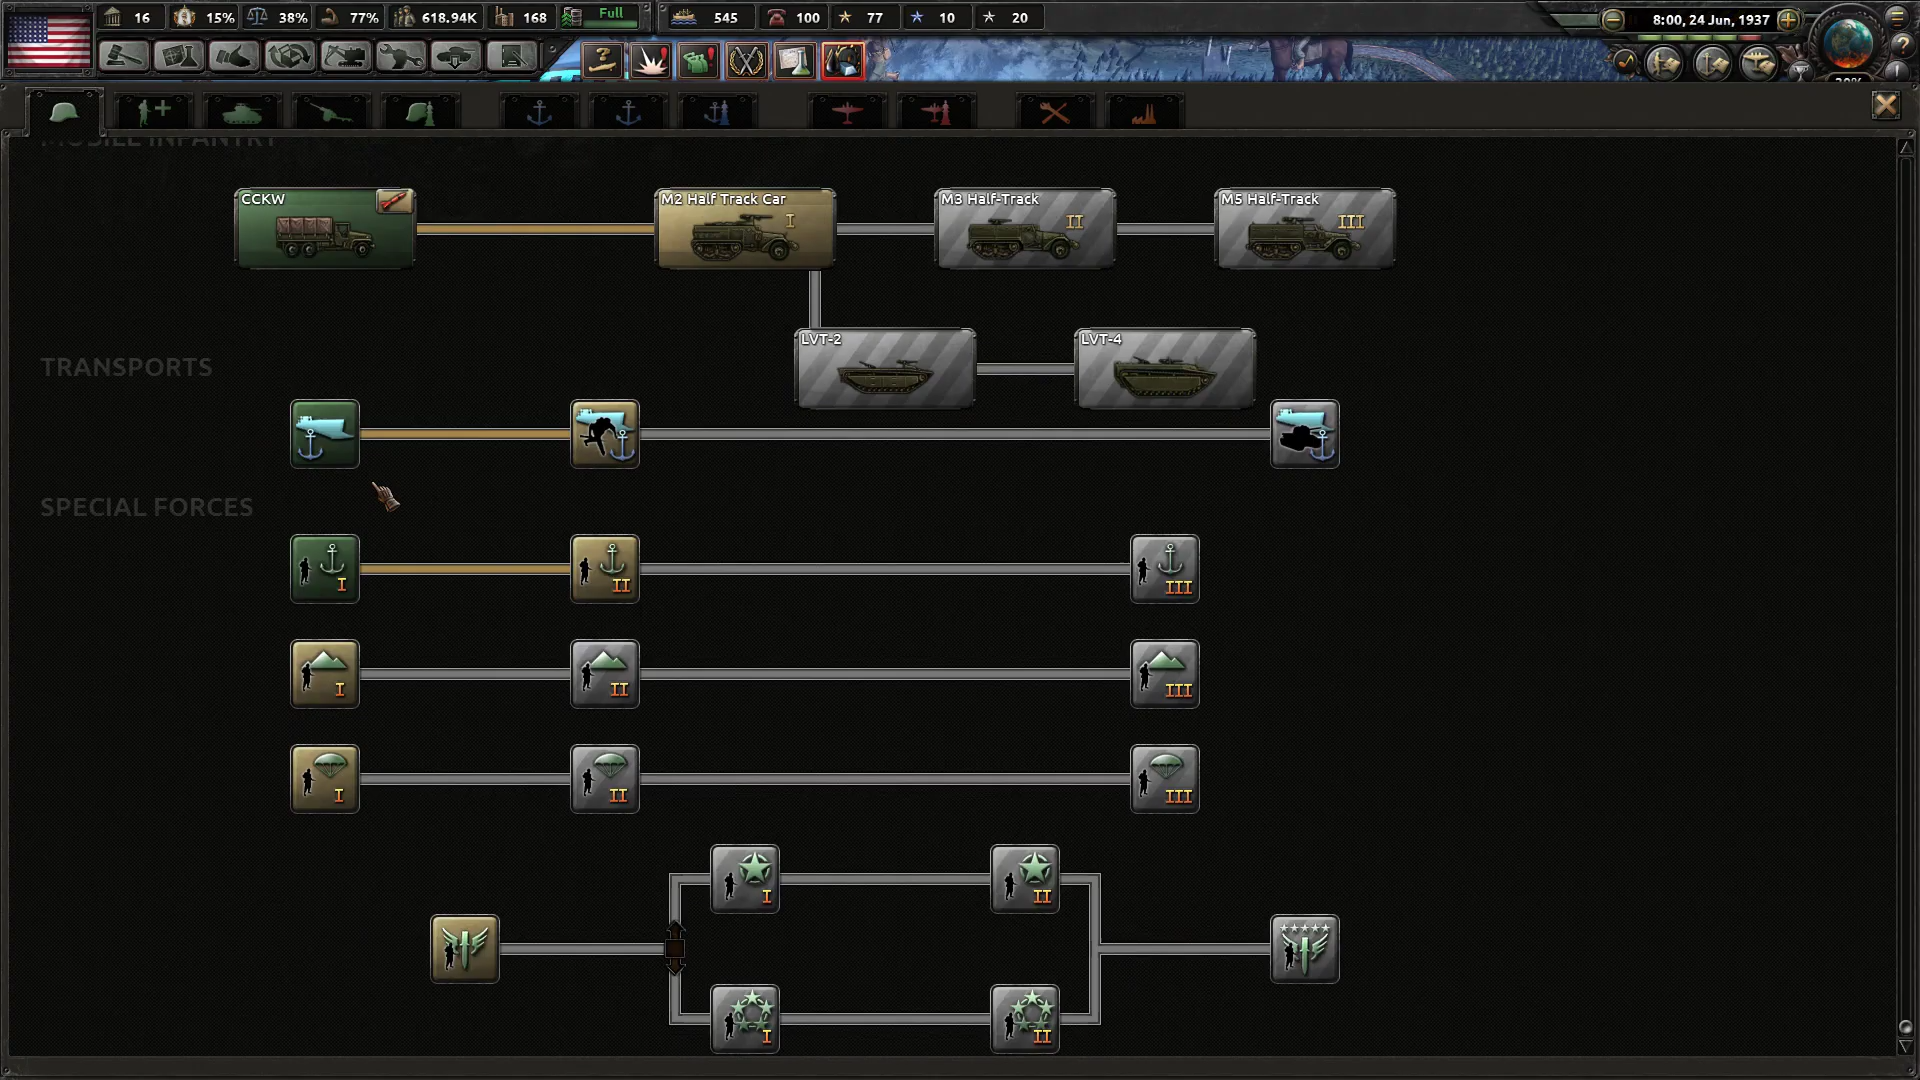 16 15% 38% 77% 618.94K 168 Full 545 100 77 10 20 8:00, 24 Jun, 1937
MOBILE INFANTRY
CCKW M2 Half Track Car M3 Half-Track M5 Half-Track
I II III
LVT-2 LVT-4
TRANSPORTS
SPECIAL FORCES
I II III
I II III
I II III
I II
I II